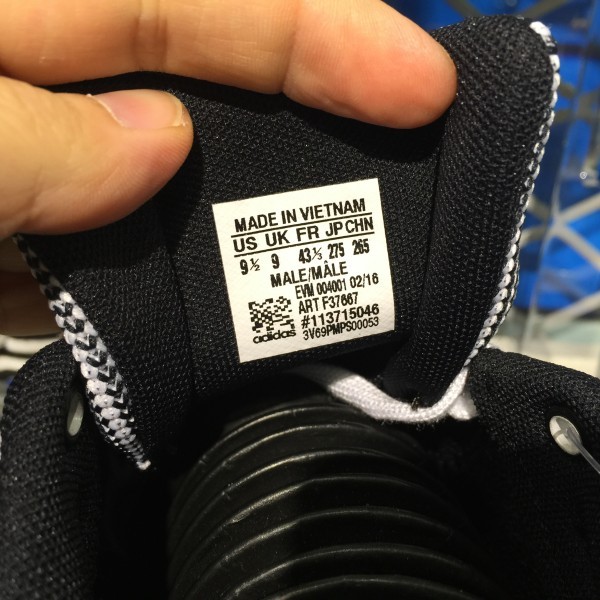 MADE IN VIETNAM
US UK FR JP CHN
9½ 9 43⅓ 275 265
MALE/MÀLE
EVM 004001 02/16
ART F37667
#113715046
adidas 3V69PMPS00053